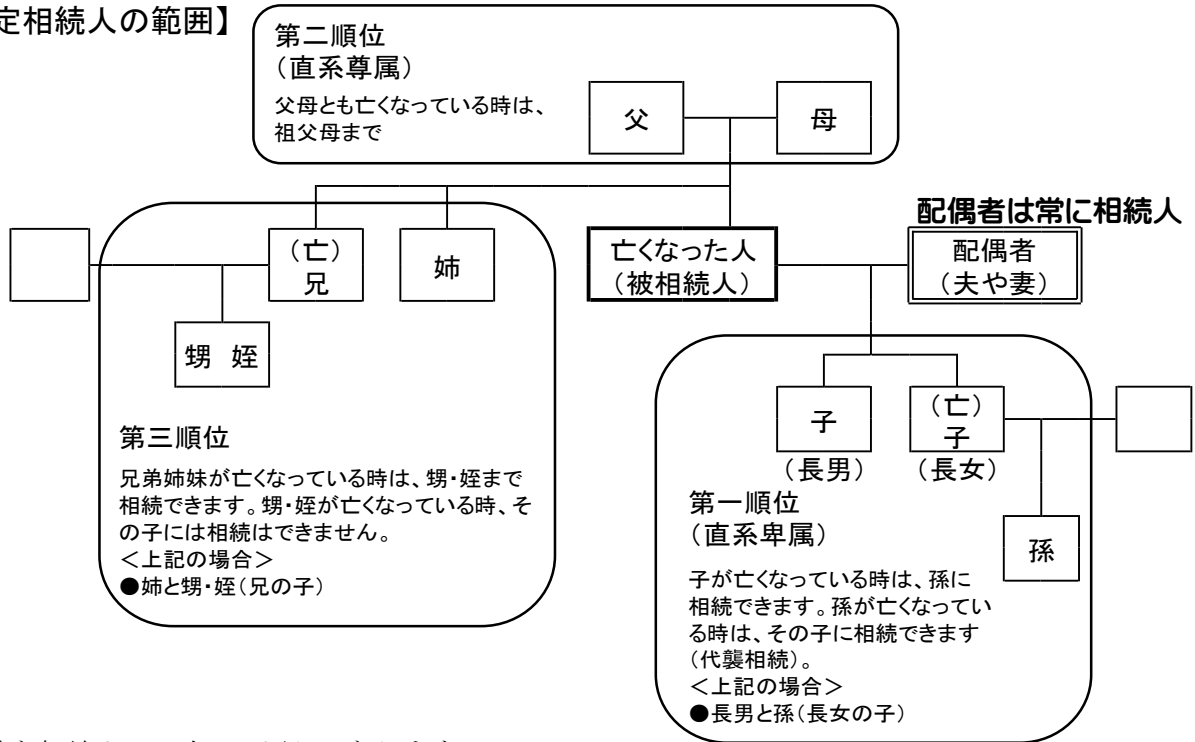 定相続人の範囲】
第二順位
(直系尊属)
父母とも亡くなっている時は、
祖父母まで
父
母
配偶者は常に相続人
(亡)
兄
姉
亡くなった人
(被相続人)
配偶者
(夫や妻)
甥 姪
子
(長男)
(亡)
子
(長女)
孫
第三順位
兄弟姉妹が亡くなっている時は、甥・姪まで
相続できます。甥・姪が亡くなっている時、そ
の子には相続はできません。
<上記の場合>
●姉と甥・姪(兄の子)
第一順位
(直系卑属)
子が亡くなっている時は、孫に
相続できます。孫が亡くなってい
る時は、その子に相続できます
(代襲相続)。
<上記の場合>
●長男と孫(長女の子)